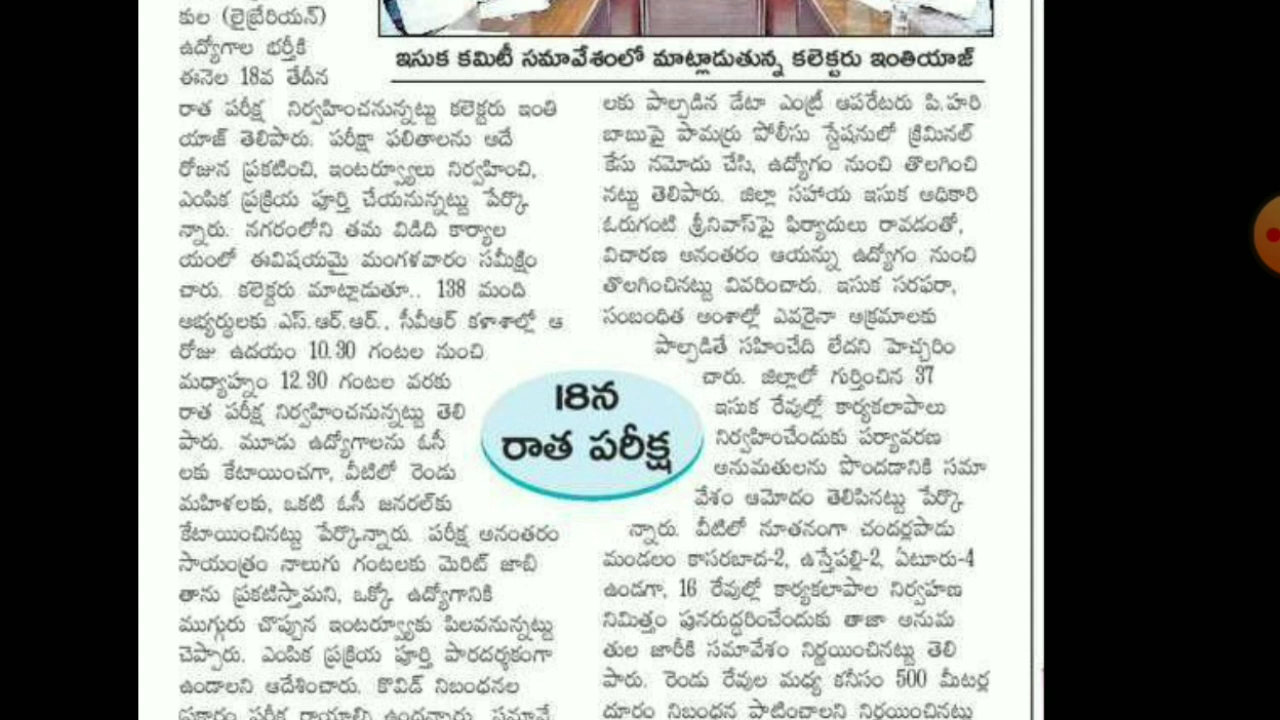 కుల (లైబ్రేరియన్)
ఉద్యోగాల భర్తీకి
ఈనెల 18వ తేదీన
రాత పరీక్ష నిర్వహించనున్నట్టు కలెక్టరు ఇంతి
యాజ్ తెలిపారు. పరీక్షా ఫలితాలను అదే
రోజున ప్రకటించి, ఇంటర్వ్యూలు నిర్వహించి,
ఎంపిక ప్రక్రియ పూర్తి చేయనున్నట్టు పేర్కొ
న్నారు. నగరంలోని తమ విడిది కార్యాల
యంలో ఈవిషయమై మంగళవారం సమీక్షిం
చారు. కలెక్టరు మాట్లాడుతూ.. 138 మంది
అభ్యర్థులకు ఎస్.ఆర్.ఆర్., సీవీఆర్ కళాశాల్లో ఆ
రోజు ఉదయం 10.30 గంటల నుంచి
మధ్యాహ్నం 12.30 గంటల వరకు
రాత పరీక్ష నిర్వహించనున్నట్టు తెలి
పారు. మూడు ఉద్యోగాలను ఓసీ
లకు కేటాయించగా, వీటిలో రెండు
మహిళలకు, ఒకటి ఓసీ జనరల్‌కు
కేటాయించినట్టు పేర్కొన్నారు. పరీక్ష అనంతరం
సాయంత్రం నాలుగు గంటలకు మెరిట్ జాబి
తాను ప్రకటిస్తామని, ఒక్కో ఉద్యోగానికి
ముగ్గురు చొప్పున ఇంటర్వ్యూకు పిలవనున్నట్టు
చెప్పారు. ఎంపిక ప్రక్రియ పూర్తి పారదర్శకంగా
ఉండాలని ఆదేశించారు. కొవిడ్ నిబంధనల
ప్రకారం పరీక్ష రాయాల్సి ఉందన్నారు. సమావే
18న
రాత పరీక్ష
ఇసుక కమిటీ సమావేశంలో మాట్లాడుతున్న కలెక్టరు ఇంతియాజ్
లకు పాల్పడిన డేటా ఎంట్రీ ఆపరేటరు పి.హరి
బాబుపై పామర్రు పోలీసు స్టేషనులో క్రిమినల్
కేసు నమోదు చేసి, ఉద్యోగం నుంచి తొలగించి
నట్టు తెలిపారు. జిల్లా సహాయ ఇసుక అధికారి
ఓరుగంటి శ్రీనివాస్‌పై ఫిర్యాదులు రావడంతో,
విచారణ అనంతరం ఆయన్ను ఉద్యోగం నుంచి
తొలగించినట్టు వివరించారు. ఇసుక సరఫరా,
సంబంధిత అంశాల్లో ఎవరైనా అక్రమాలకు
పాల్పడితే సహించేది లేదని హెచ్చరిం
చారు. జిల్లాలో గుర్తించిన 37
ఇసుక రేవుల్లో కార్యకలాపాలు
నిర్వహించేందుకు పర్యావరణ
అనుమతులను పొందడానికి సమా
వేశం ఆమోదం తెలిపినట్టు పేర్కొ
న్నారు. వీటిలో నూతనంగా చందర్లపాడు
మండలం కాసరబాద-2, ఉస్తేపల్లి-2, ఏటూరు-4
ఉండగా, 16 రేవుల్లో కార్యకలాపాల నిర్వహణ
నిమిత్తం పునరుద్ధరించేందుకు తాజా అనుమ
తుల జారీకి సమావేశం నిర్ణయించినట్టు తెలి
పారు. రెండు రేవుల మధ్య కనీసం 500 మీటర్ల
దూరం నిబంధన పాటించాలని నిర్ణయించినట్టు